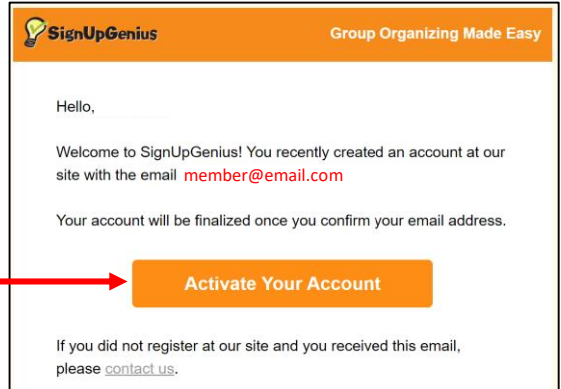 SignUpGenius
Group Organizing Made Easy
Hello,
Welcome to SignUpGenius! You recently created an account at our
site with the email member@email.com
Your account will be finalized once you confirm your email address.
Activate Your Account
If you did not register at our site and you received this email,
please contact us.